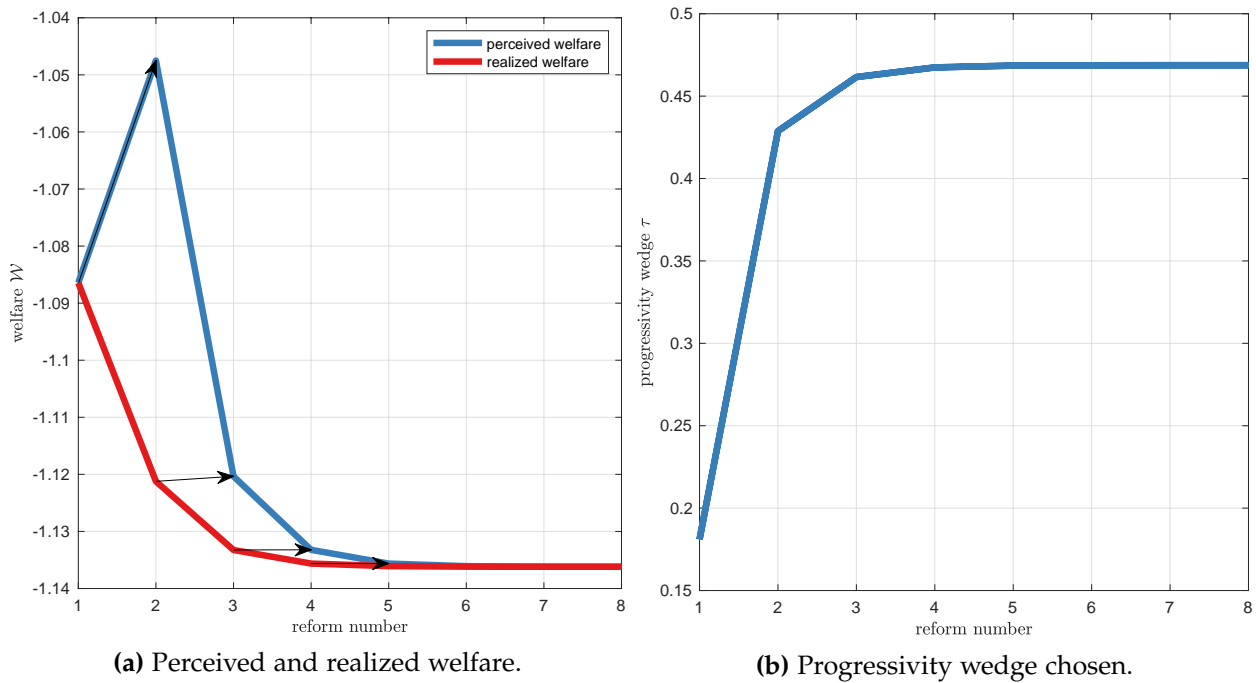 -1.04
-1.05
-1.06
-1.07
-1.08
-1.09
-1.1
-1.11
-1.12
-1.13
-1.14
welfare 𝒲
perceived welfare
realized welfare
1 2 3 4 5 6 7 8
reform number
(a) Perceived and realized welfare.
0.5
0.45
0.4
0.35
0.3
0.25
0.2
0.15
progressivity wedge τ
1 2 3 4 5 6 7 8
reform number
(b) Progressivity wedge chosen.